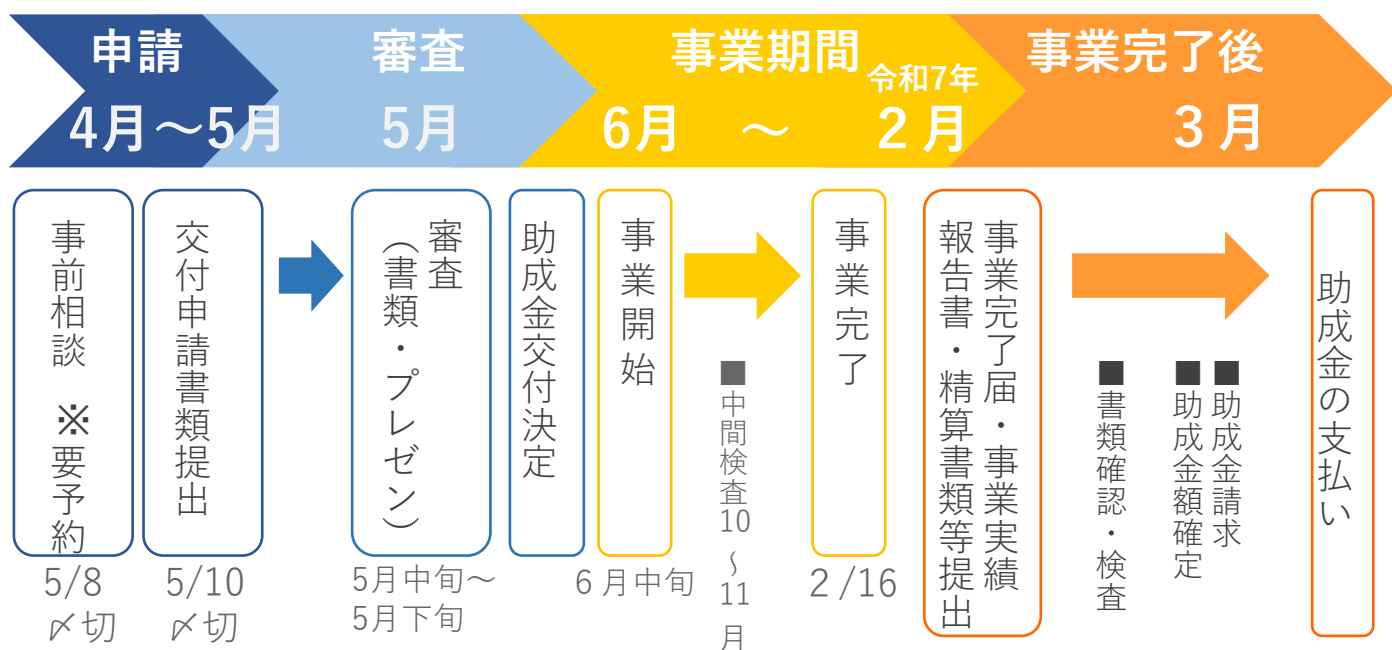 申請
4月～5月
審査
5月
事業期間
令和7年
6月 ～ 2月
事業完了後
3月
事前相談 ※要予約
5/8
〆切
交付申請書類提出
5/10
〆切
審査
（書類・プレゼン）
5月中旬～
5月下旬
助成金交付決定
事業開始
6月中旬
■中間検査10～11月
事業完了
2/16
事業完了届・事業実績
報告書・精算書類等提出
■書類確認・検査
■助成金請求
■助成金額確定
助成金の支払い